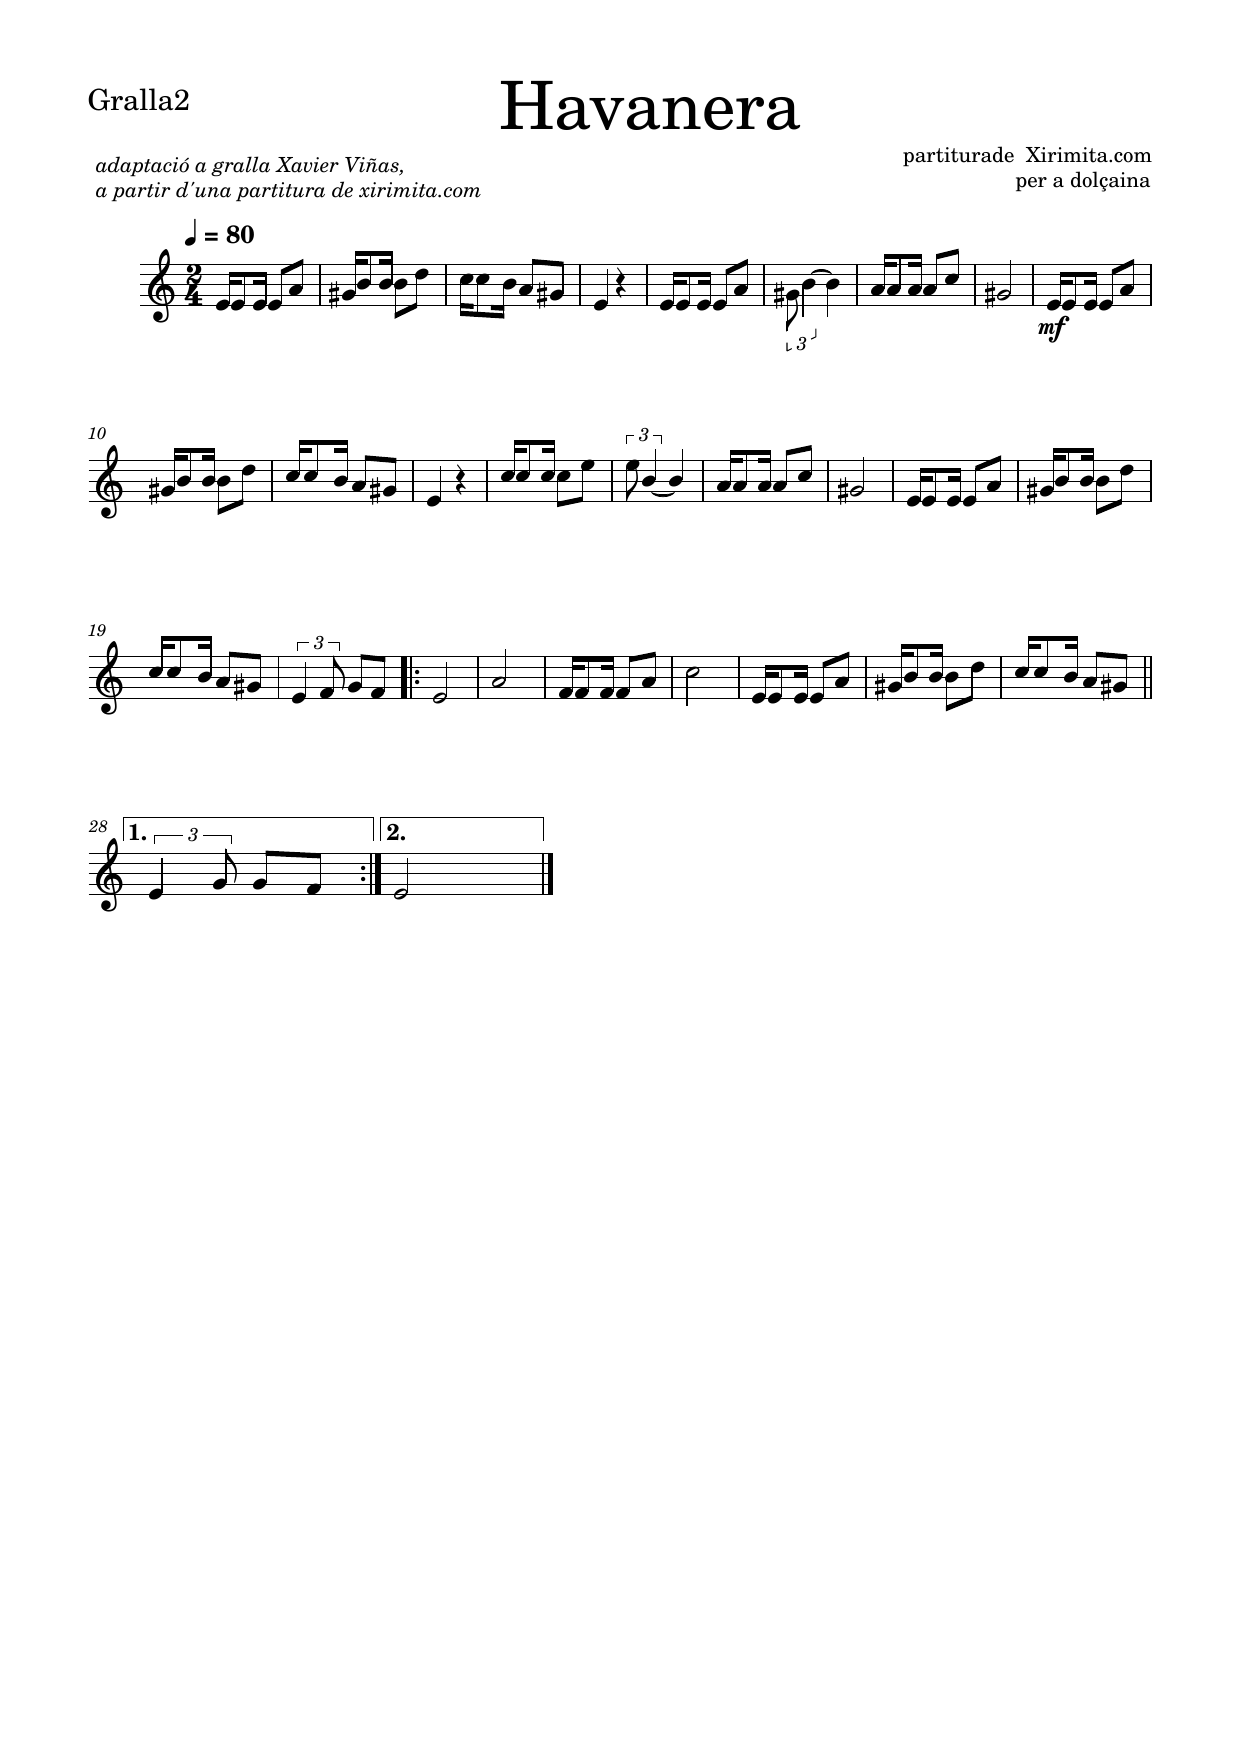 Gralla2
Havanera
adaptació a gralla Xavier Viñas,
a partir d'una partitura de xirimita.com
partiturade  Xirimita.com
per a dolçaina
= 80
2
4
3
mf
10
3
19
3
28
1.
3
2.